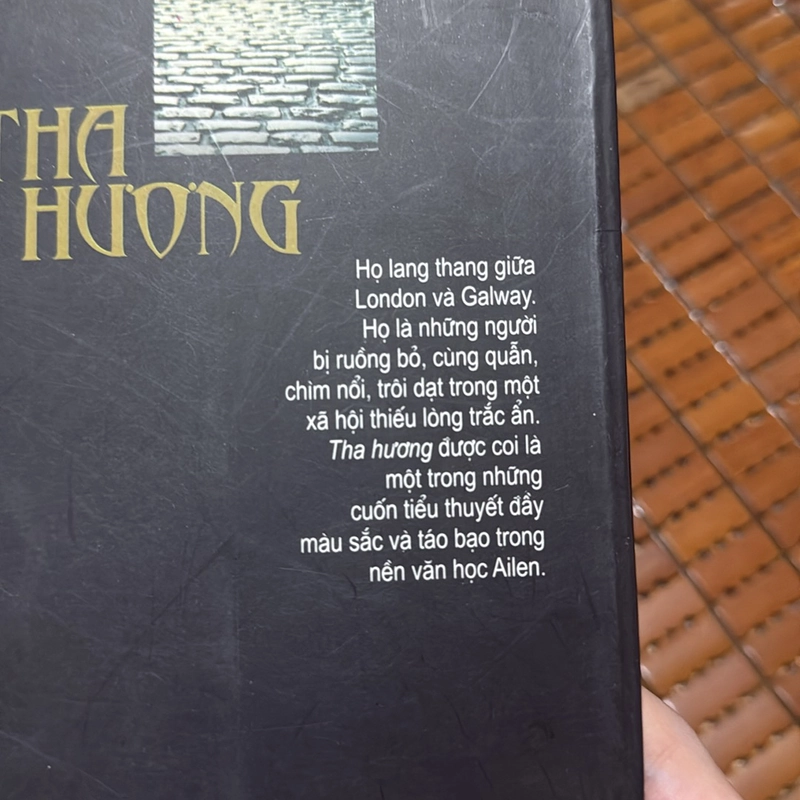 THA
HƯƠNG
Họ lang thang giữa
London và Galway.
Họ là những người
bị ruồng bỏ, cùng quẫn,
chìm nổi, trôi dạt trong một
xã hội thiếu lòng trắc ẩn.
Tha hương được coi là
một trong những
cuốn tiểu thuyết đầy
màu sắc và táo bạo trong
nền văn học Ailen.